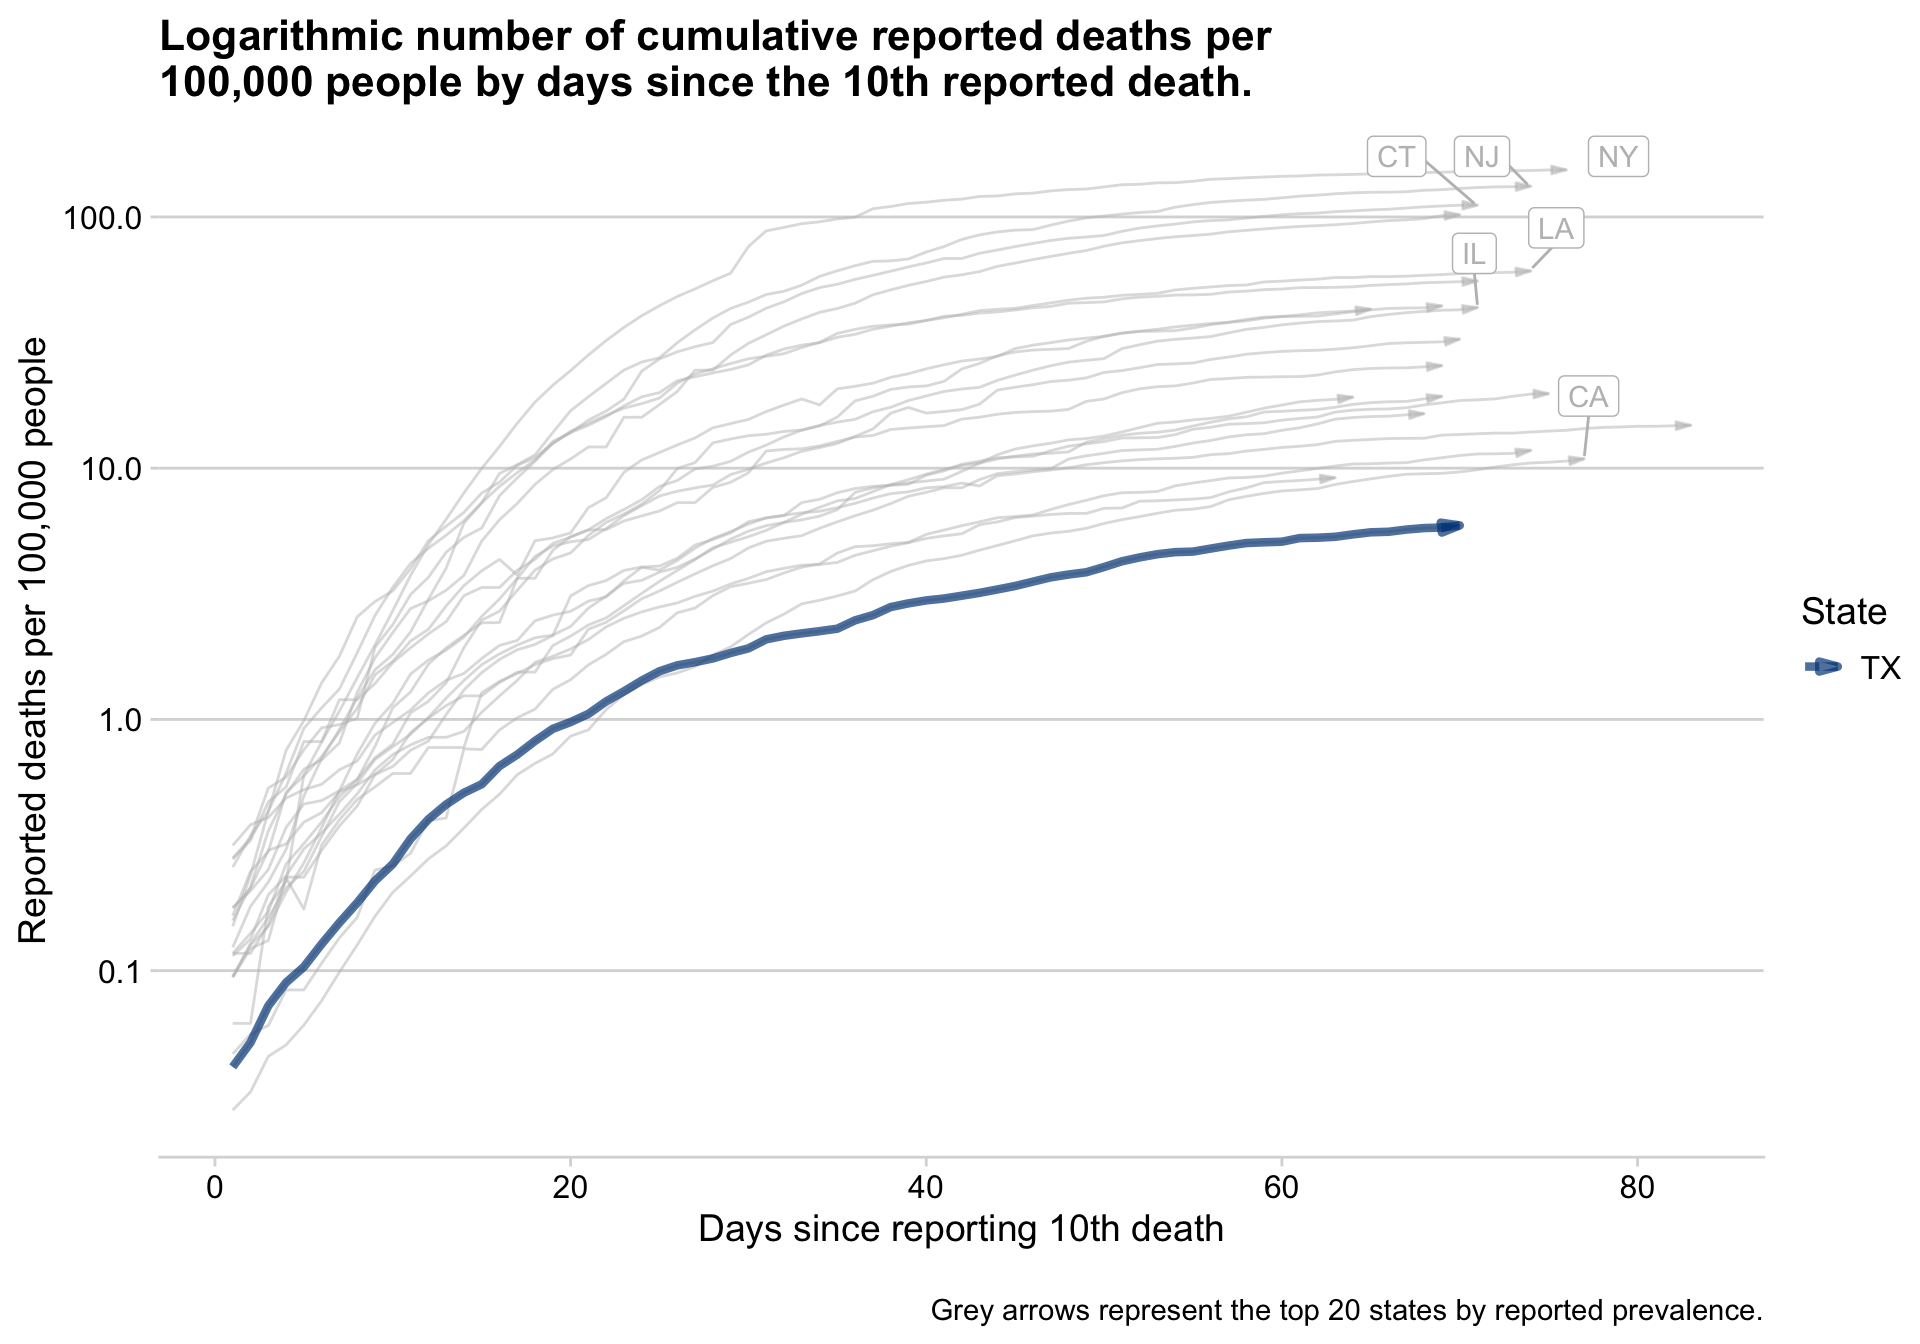 Logarithmic number of cumulative reported deaths per
100,000 people by days since the 10th reported death.
CT
NJ
NY
LA
IL
CA
100.0
10.0
1.0
0.1
Reported deaths per 100,000 people
0
20
40
60
80
Days since reporting 10th death
State
TX
Grey arrows represent the top 20 states by reported prevalence.